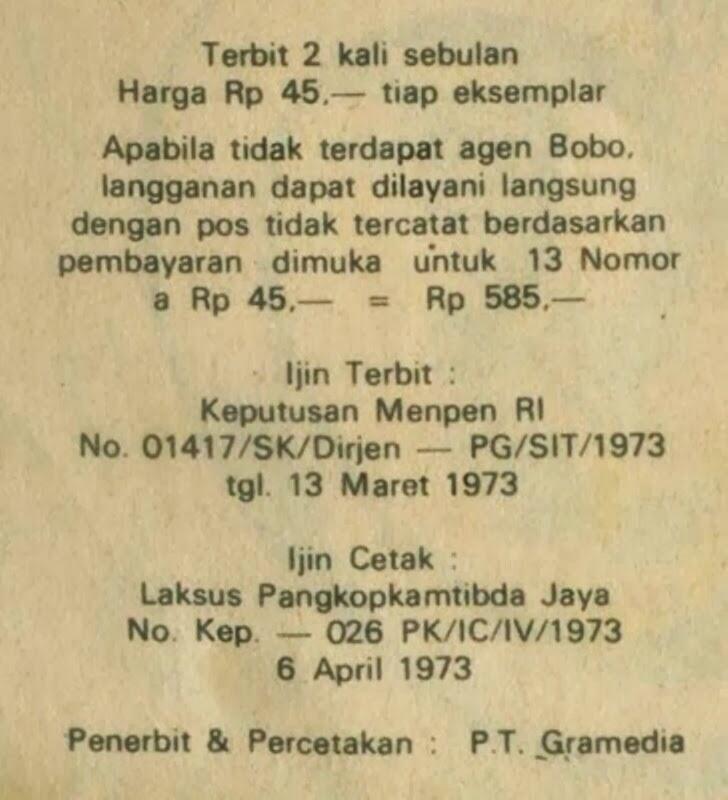 Terbit 2 kali sebulan
Harga Rp 45,— tiap eksemplar
Apabila tidak terdapat agen Bobo,
langganan dapat dilayani langsung
dengan pos tidak tercatat berdasarkan
pembayaran dimuka untuk 13 Nomor
a Rp 45,— = Rp 585,—
Ijin Terbit :
Keputusan Menpen RI
No. 01417/SK/Dirjen — PG/SIT/1973
tgl. 13 Maret 1973
Ijin Cetak :
Laksus Pangkopkamtibda Jaya
No. Kep. — 026 PK/IC/IV/1973
6 April 1973
Penerbit & Percetakan : P.T. Gramedia